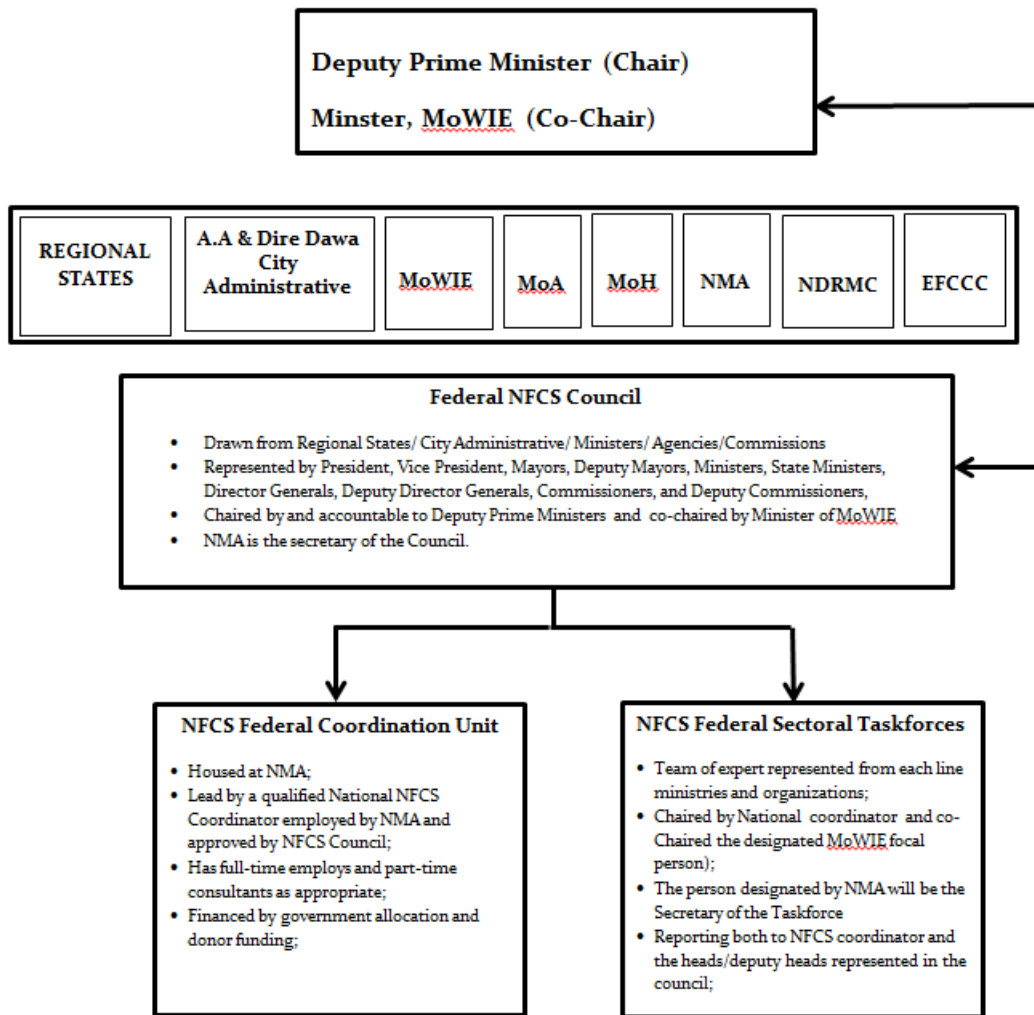 Deputy Prime Minister (Chair)
Minster, MoWIE (Co-Chair)
REGIONAL
STATES
A.A & Dire Dawa
City
Administrative
MoWIE
MoA
MoH
NMA
NDRMC
EFCCC
Federal NFCS Council
• Drawn from Regional States/ City Administrative/ Ministers/ Agencies/Commissions
• Represented by President, Vice President, Mayors, Deputy Mayors, Ministers, State Ministers,
Director Generals, Deputy Director Generals, Commissioners, and Deputy Commissioners,
• Chaired by and accountable to Deputy Prime Ministers and co-chaired by Minister of MoWIE
• NMA is the secretary of the Council.
NFCS Federal Coordination Unit
• Housed at NMA;
• Lead by a qualified National NFCS
Coordinator employed by NMA and
approved by NFCS Council;
• Has full-time employs and part-time
consultants as appropriate;
• Financed by government allocation and
donor funding;
NFCS Federal Sectoral Taskforces
• Team of expert represented from each line
ministries and organizations;
• Chaired by National coordinator and co-
Chaired the designated MoWIE focal
person);
• The person designated by NMA will be the
Secretary of the Taskforce
• Reporting both to NFCS coordinator and
the heads/deputy heads represented in the
council;